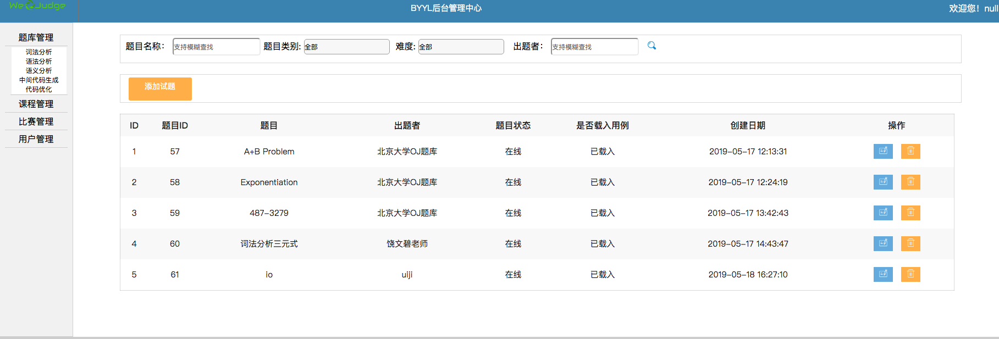 WeJudge
BYYL后台管理中心
欢迎您！null
题库管理
词法分析
语法分析
语义分析
中间代码生成
代码优化
课程管理
比赛管理
用户管理
题目名称： 支持模糊查找 题目类别: 全部 难度: 全部 出题者： 支持模糊查找
添加试题
ID 题目ID 题目 出题者 题目状态 是否载入用例 创建日期 操作
1 57 A+B Problem 北京大学OJ题库 在线 已载入 2019-05-17 12:13:31
2 58 Exponentiation 北京大学OJ题库 在线 已载入 2019-05-17 12:24:19
3 59 487-3279 北京大学OJ题库 在线 已载入 2019-05-17 13:42:43
4 60 词法分析三元式 饶文碧老师 在线 已载入 2019-05-17 14:43:47
5 61 io uiji 在线 已载入 2019-05-18 16:27:10